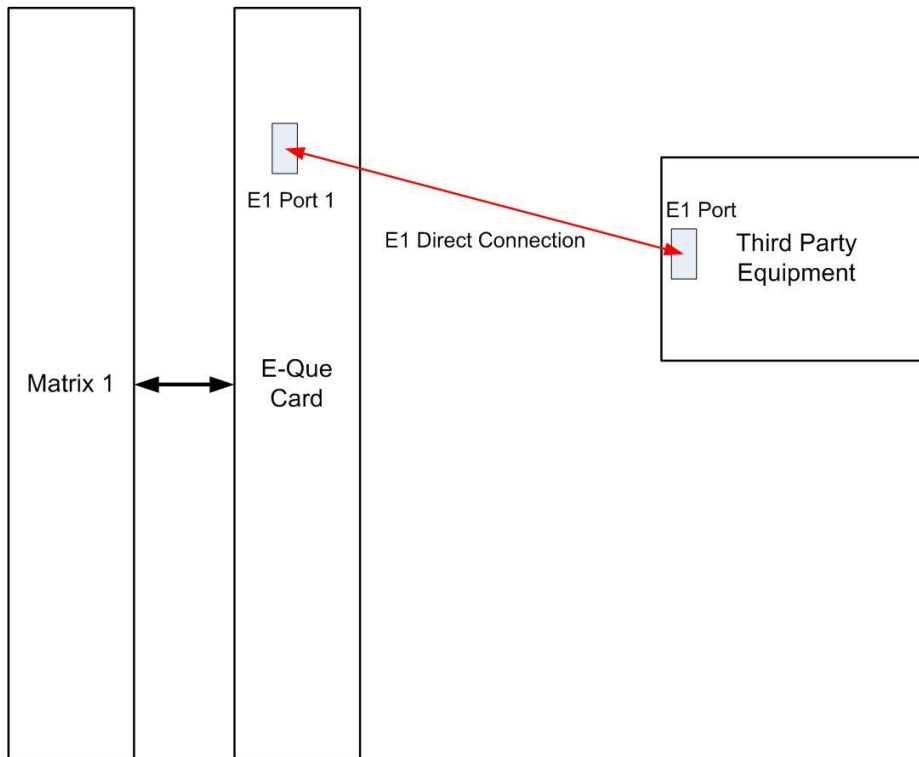 E1 Port 1
E1 Port
E1 Direct Connection
Third Party
Equipment
Matrix 1
E-Que
Card